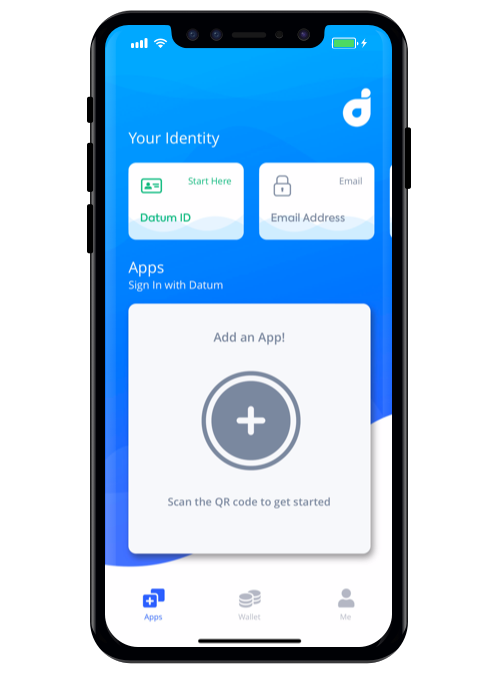 Your Identity
Start Here
Datum ID
Email
Email Address
Apps
Sign In with Datum
Add an App!
Scan the QR code to get started
Apps
Wallet
Me